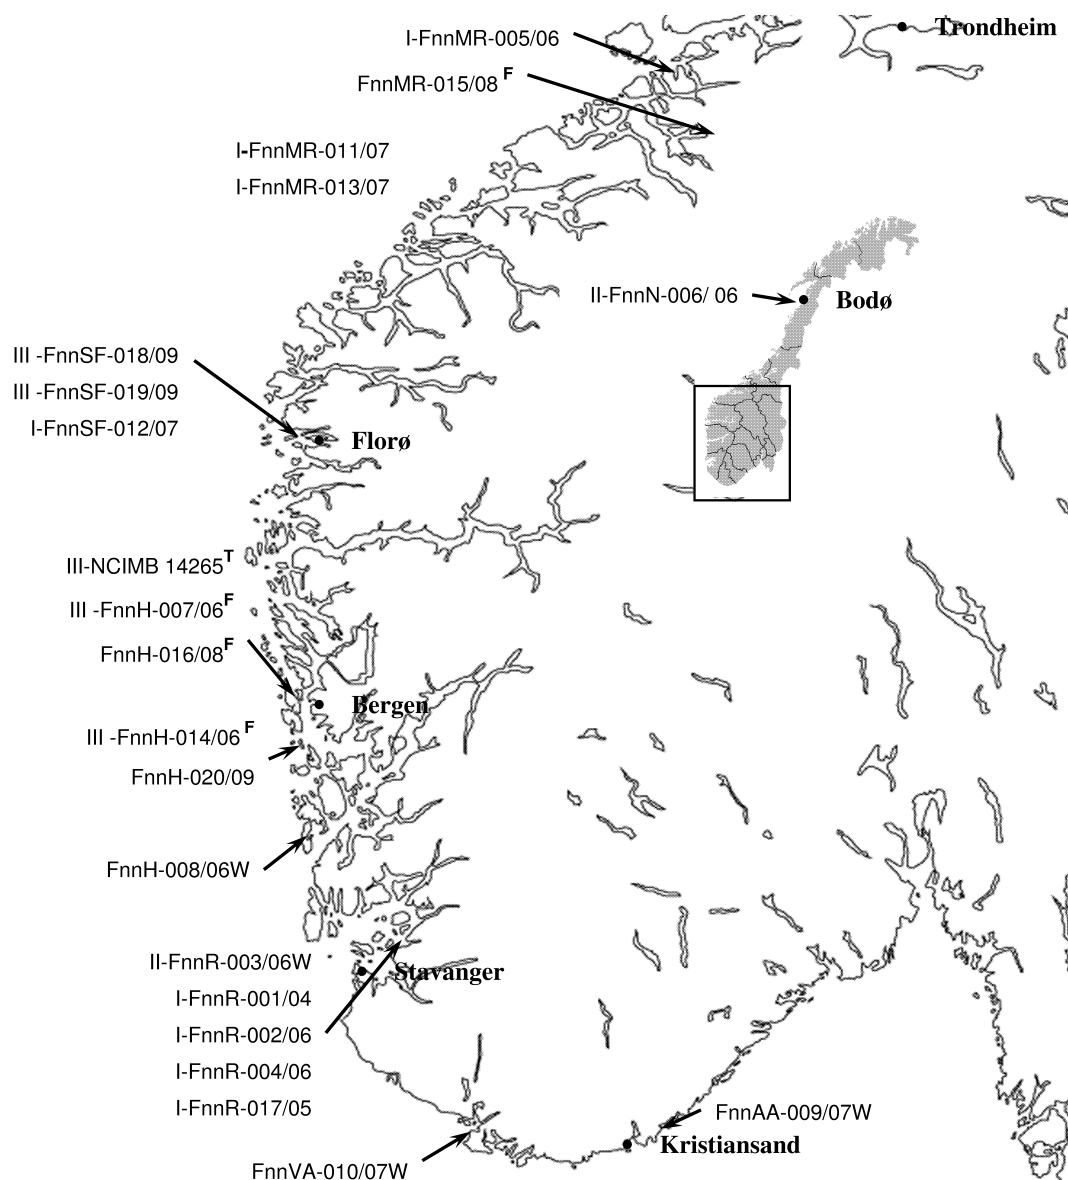 Trondheim
I-FnnMR-005/06
FnnMR-015/08 F
I-FnnMR-011/07
I-FnnMR-013/07
II-FnnN-006/ 06
Bodø
III -FnnSF-018/09
III -FnnSF-019/09
I-FnnSF-012/07
Florø
III-NCIMB 14265T
III -FnnH-007/06F
FnnH-016/08F
Bergen
III -FnnH-014/06 F
FnnH-020/09
FnnH-008/06W
II-FnnR-003/06W
Stavanger
I-FnnR-001/04
I-FnnR-002/06
I-FnnR-004/06
I-FnnR-017/05
FnnAA-009/07W
Kristiansand
FnnVA-010/07W